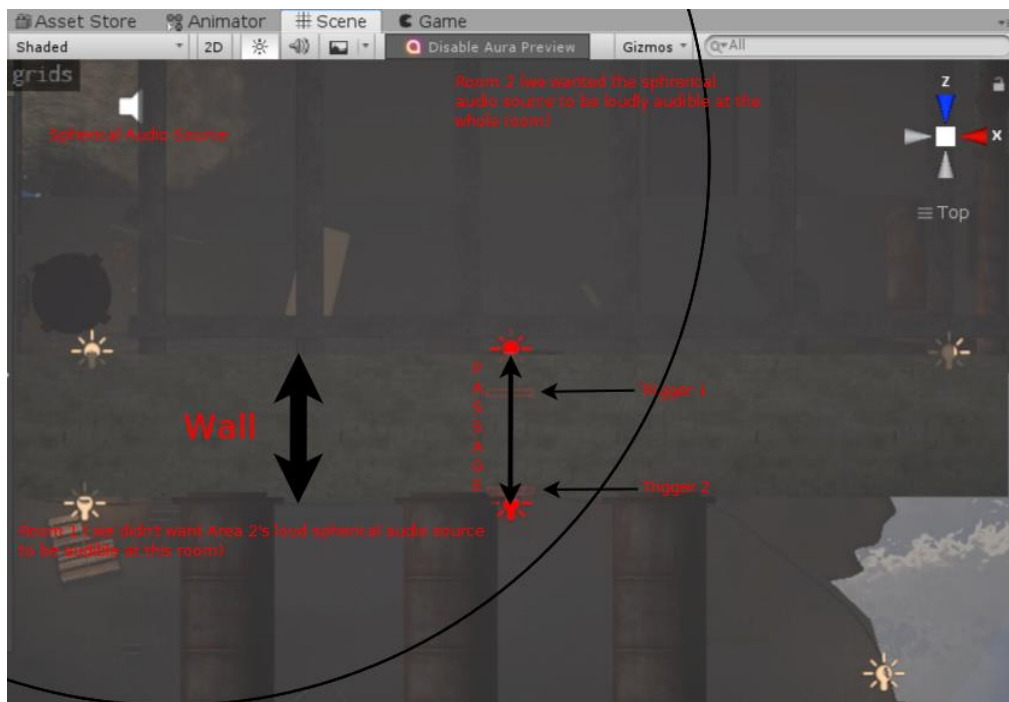 Asset Store Animator Scene Game
Shaded 2D Disable Aura Preview Gizmos All
grids
Room 2 (we wanted the sphrerical
audio source to be loudly audible at the
whole room)
Spherical Audio Source
z
x
Top
PASSAGE
Trigger 1
Wall
Trigger 2
Room 1 ( we didn't want Area 2's loud spherical audio source
to be audible at this room)